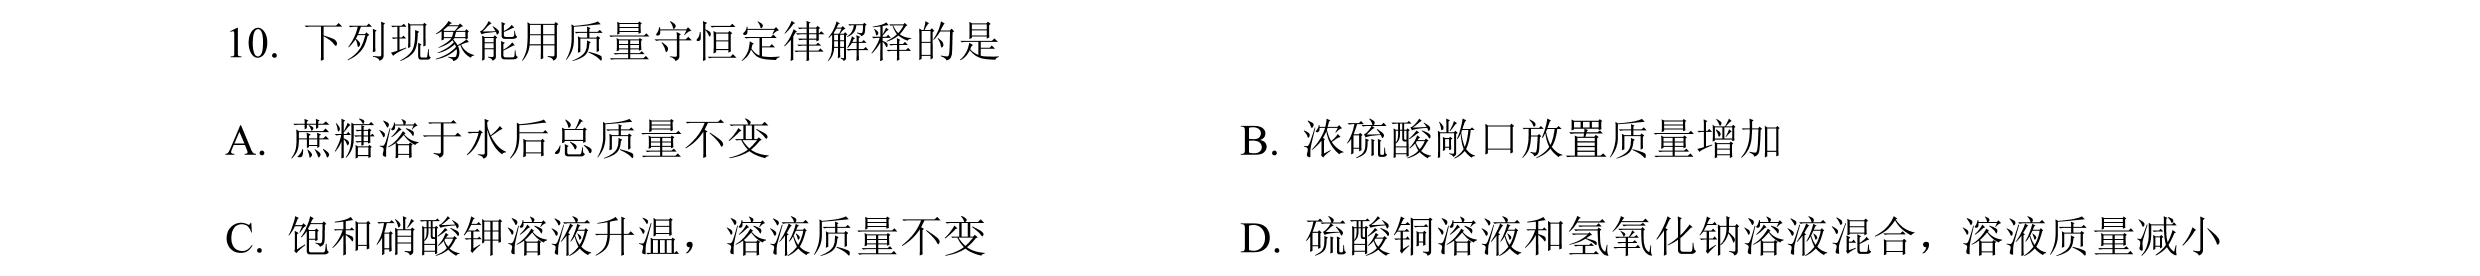 10. 下列现象能用质量守恒定律解释的是
A. 蔗糖溶于水后总质量不变 B. 浓硫酸敞口放置质量增加
C. 饱和硝酸钾溶液升温，溶液质量不变 D. 硫酸铜溶液和氢氧化钠溶液混合，溶液质量减小